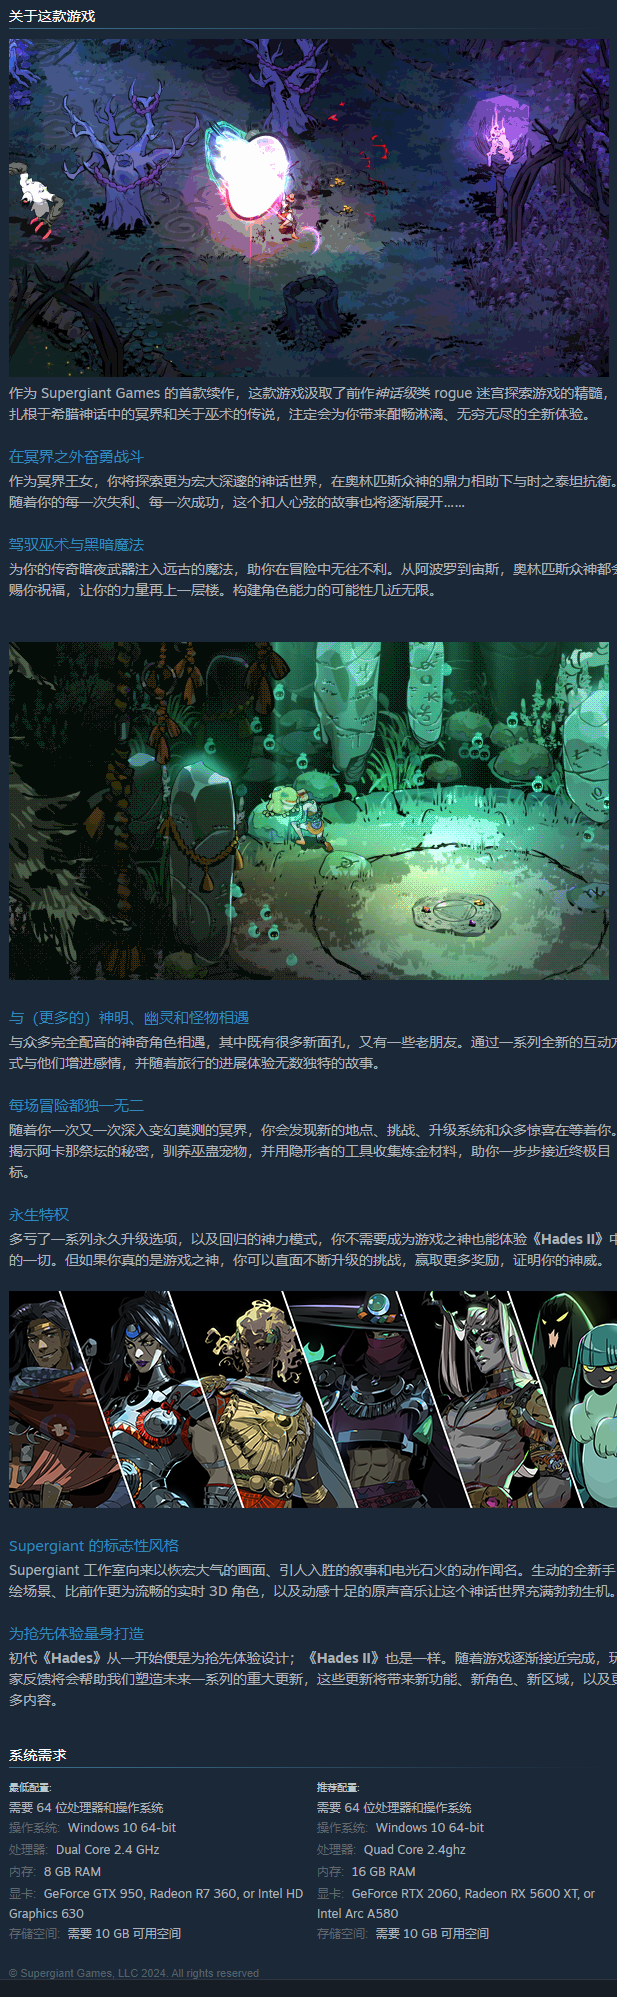 关于这款游戏
作为 Supergiant Games 的首款续作，这款游戏汲取了前作神话级类 rogue 迷宫探索游戏的精髓，
扎根于希腊神话中的冥界和关于巫术的传说，注定会为你带来酣畅淋漓、无穷无尽的全新体验。
在冥界之外奋勇战斗
作为冥界王女，你将探索更为宏大深邃的神话世界，在奥林匹斯众神的鼎力相助下与时之泰坦抗衡。
随着你的每一次失利、每一次成功，这个扣人心弦的故事也将逐渐展开……
驾驭巫术与黑暗魔法
为你的传奇暗夜武器注入远古的魔法，助你在冒险中无往不利。从阿波罗到宙斯，奥林匹斯众神都会
赐你祝福，让你的力量再上一层楼。构建角色能力的可能性几近无限。
与（更多的）神明、幽灵和怪物相遇
与众多完全配音的神奇角色相遇，其中既有很多新面孔，又有一些老朋友。通过一系列全新的互动方
式与他们增进感情，并随着旅行的进展体验无数独特的故事。
每场冒险都独一无二
随着你一次又一次深入变幻莫测的冥界，你会发现新的地点、挑战、升级系统和众多惊喜在等着你。
揭示阿卡那祭坛的秘密，驯养巫蛊宠物，并用隐形者的工具收集炼金材料，助你一步步接近终极目
标。
永生特权
多亏了一系列永久升级选项，以及回归的神力模式，你不需要成为游戏之神也能体验《Hades II》中
的一切。但如果你真的是游戏之神，你可以直面不断升级的挑战，赢取更多奖励，证明你的神威。
Supergiant 的标志性风格
Supergiant 工作室向来以恢宏大气的画面、引人入胜的叙事和电光石火的动作闻名。生动的全新手
绘场景、比前作更为流畅的实时 3D 角色，以及动感十足的原声音乐让这个神话世界充满勃勃生机。
为抢先体验量身打造
初代《Hades》从一开始便是为抢先体验设计；《Hades II》也是一样。随着游戏逐渐接近完成，玩
家反馈将会帮助我们塑造未来一系列的重大更新，这些更新将带来新功能、新角色、新区域，以及更
多内容。
系统需求
最低配置:
需要 64 位处理器和操作系统
操作系统: Windows 10 64-bit
处理器: Dual Core 2.4 GHz
内存: 8 GB RAM
显卡: GeForce GTX 950, Radeon R7 360, or Intel HD
Graphics 630
存储空间: 需要 10 GB 可用空间
推荐配置:
需要 64 位处理器和操作系统
操作系统: Windows 10 64-bit
处理器: Quad Core 2.4ghz
内存: 16 GB RAM
显卡: GeForce RTX 2060, Radeon RX 5600 XT, or
Intel Arc A580
存储空间: 需要 10 GB 可用空间
© Supergiant Games, LLC 2024. All rights reserved